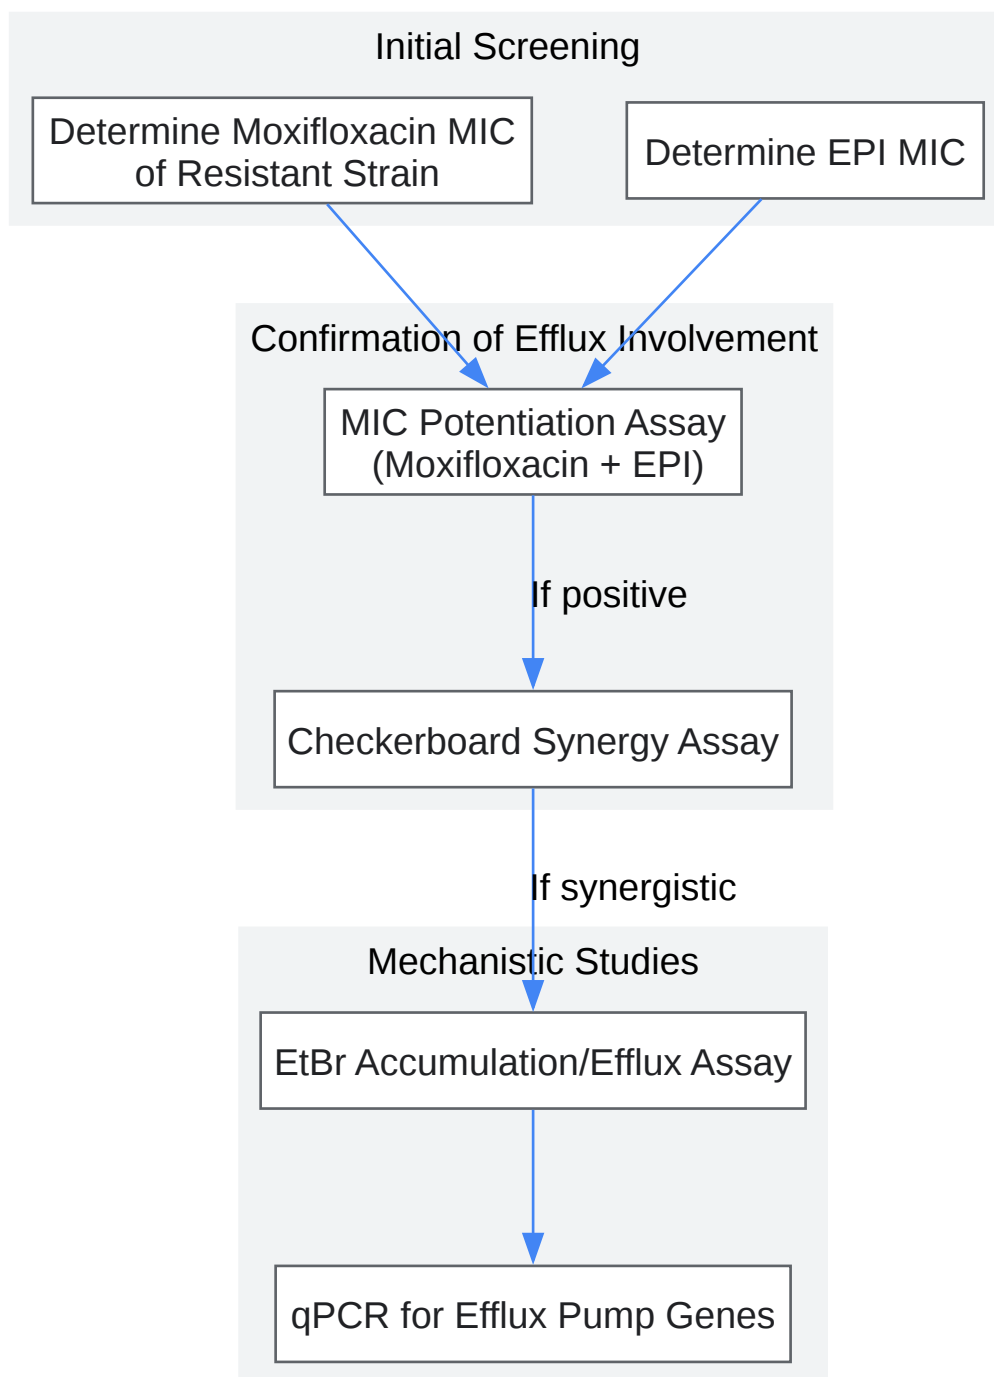 Initial Screening
Determine Moxifloxacin MIC
of Resistant Strain
Determine EPI MIC
Confirmation of Efflux Involvement
MIC Potentiation Assay
(Moxifloxacin + EPI)
If positive
Checkerboard Synergy Assay
If synergistic
Mechanistic Studies
EtBr Accumulation/Efflux Assay
qPCR for Efflux Pump Genes